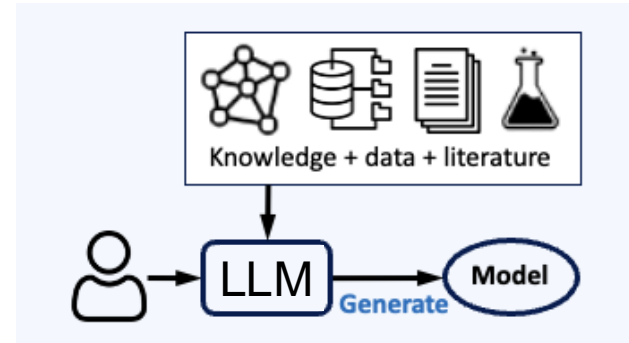 Knowledge + data + literature
LLM
Model
Generate